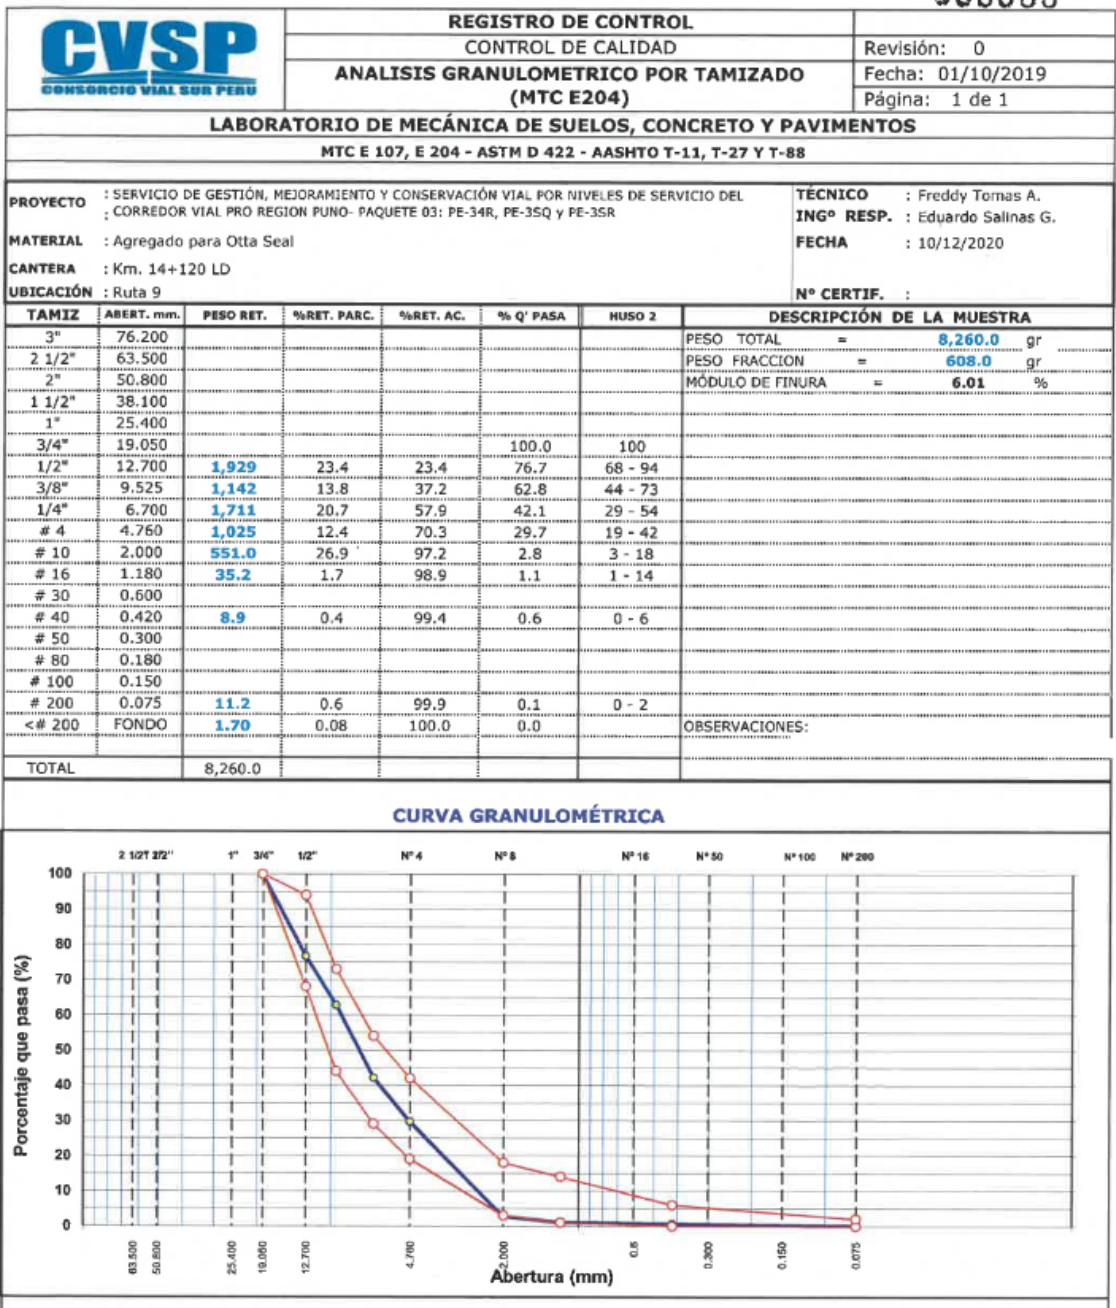 REGISTRO DE CONTROL
CVSP
CONSORCIO VIAL SUR PERU
CONTROL DE CALIDAD
Revisión: 0
ANALISIS GRANULOMETRICO POR TAMIZADO
(MTC E204)
Fecha: 01/10/2019
Página: 1 de 1
LABORATORIO DE MECÁNICA DE SUELOS, CONCRETO Y PAVIMENTOS
MTC E 107, E 204 - ASTM D 422 - AASHTO T-11, T-27 Y T-88
PROYECTO : SERVICIO DE GESTIÓN, MEJORAMIENTO Y CONSERVACIÓN VIAL POR NIVELES DE SERVICIO DEL
: CORREDOR VIAL PRO REGION PUNO- PAQUETE 03: PE-34R, PE-3SQ y PE-3SR
TÉCNICO : Freddy Tomas A.
INGº RESP. : Eduardo Salinas G.
MATERIAL : Agregado para Otta Seal
FECHA : 10/12/2020
CANTERA : Km. 14+120 LD
UBICACIÓN : Ruta 9
Nº CERTIF. :
TAMIZ ABERT. mm. PESO RET. %RET. PARC. %RET. AC. % Q' PASA HUSO 2 DESCRIPCIÓN DE LA MUESTRA
3" 76.200 PESO TOTAL = 8,260.0 gr
2 1/2" 63.500 PESO FRACCION = 608.0 gr
2" 50.800 MÓDULO DE FINURA = 6.01 %
1 1/2" 38.100
1" 25.400
3/4" 19.050 100.0 100
1/2" 12.700 1,929 23.4 23.4 76.7 68 - 94
3/8" 9.525 1,142 13.8 37.2 62.8 44 - 73
1/4" 6.700 1,711 20.7 57.9 42.1 29 - 54
# 4 4.760 1,025 12.4 70.3 29.7 19 - 42
# 10 2.000 551.0 26.9 97.2 2.8 3 - 18
# 16 1.180 35.2 1.7 98.9 1.1 1 - 14
# 30 0.600
# 40 0.420 8.9 0.4 99.4 0.6 0 - 6
# 50 0.300
# 80 0.180
# 100 0.150
# 200 0.075 11.2 0.6 99.9 0.1 0 - 2
<# 200 FONDO 1.70 0.08 100.0 0.0 OBSERVACIONES:
TOTAL 8,260.0
CURVA GRANULOMÉTRICA
1" 3/4" 1/2" Nº 4 Nº 8 Nº 16 Nº 50 Nº 100 Nº 200
Porcentaje que pasa (%)
100
90
80
70
60
50
40
30
20
10
0
63.500 50.800 25.400 19.050 12.700 4.760 2.000 0.6 0.300 0.150 0.075
Abertura (mm)